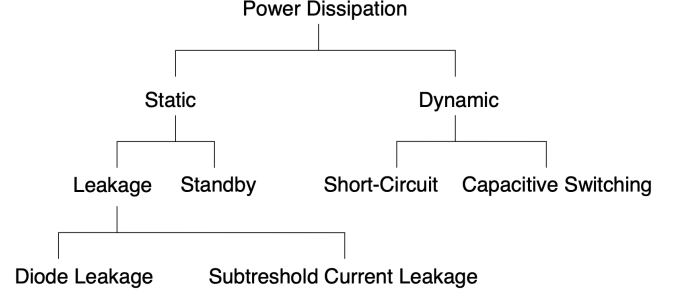 Power Dissipation
Static Dynamic
Leakage Standby Short-Circuit Capacitive Switching
Diode Leakage Subtreshold Current Leakage